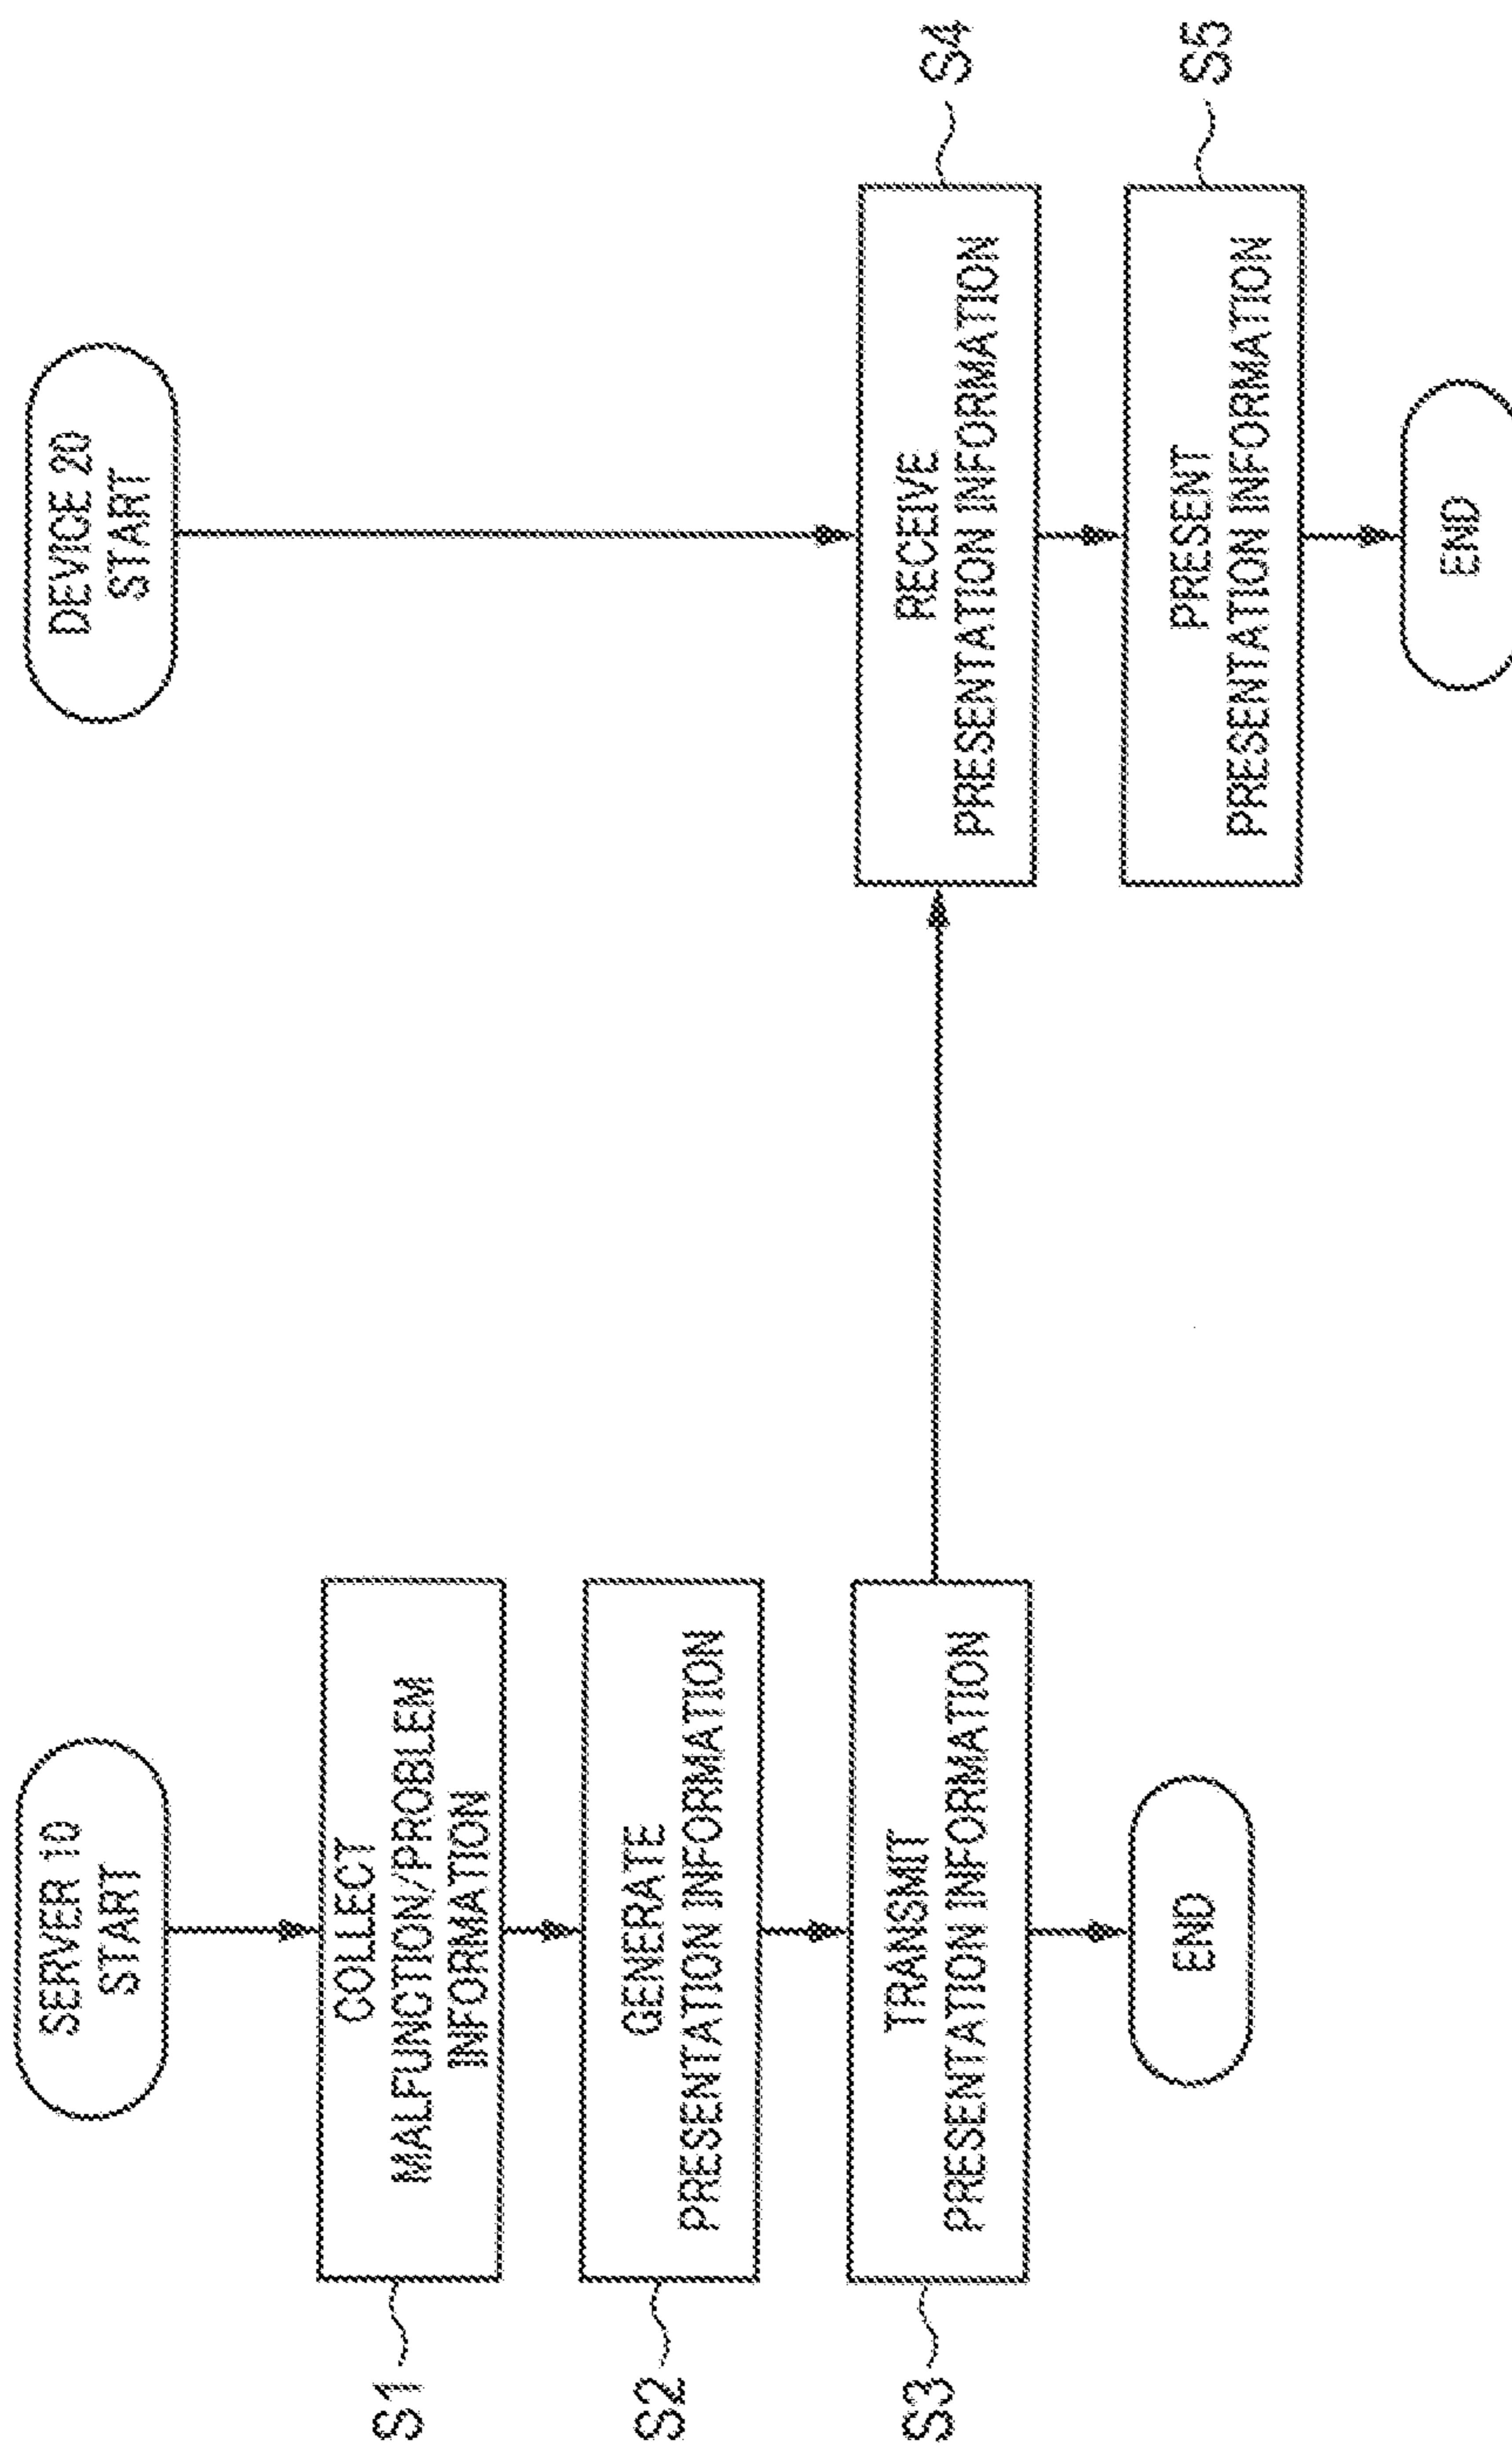 SERVER 10
START
S1
COLLECT
MALFUNCTION/PROBLEM
INFORMATION
S2
GENERATE
PRESENTATION INFORMATION
S3
TRANSMIT
PRESENTATION INFORMATION
END
DEVICE 20
START
RECEIVE
PRESENTATION INFORMATION
S4
PRESENT
PRESENTATION INFORMATION
S5
END